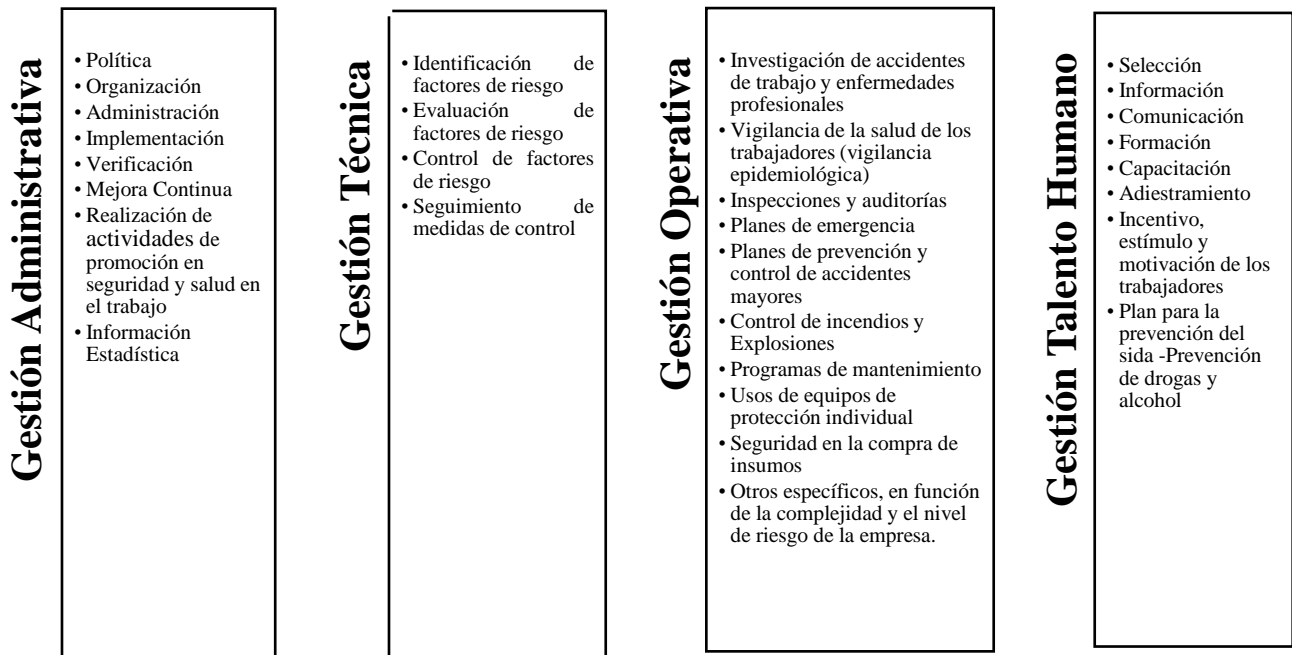 Gestión Administrativa
• Política
• Organización
• Administración
• Implementación
• Verificación
• Mejora Continua
• Realización de
actividades de
promoción en
seguridad y salud en
el trabajo
• Información
Estadística
Gestión Técnica
• Identificación de
factores de riesgo
• Evaluación de
factores de riesgo
• Control de factores
de riesgo
• Seguimiento de
medidas de control
Gestión Operativa
• Investigación de accidentes
de trabajo y enfermedades
profesionales
• Vigilancia de la salud de los
trabajadores (vigilancia
epidemiológica)
• Inspecciones y auditorías
• Planes de emergencia
• Planes de prevención y
control de accidentes
mayores
• Control de incendios y
Explosiones
• Programas de mantenimiento
• Usos de equipos de
protección individual
• Seguridad en la compra de
insumos
• Otros específicos, en función
de la complejidad y el nivel
de riesgo de la empresa.
Gestión Talento Humano
• Selección
• Información
• Comunicación
• Formación
• Capacitación
• Adiestramiento
• Incentivo,
estímulo y
motivación de los
trabajadores
• Plan para la
prevención del
sida -Prevención
de drogas y
alcohol